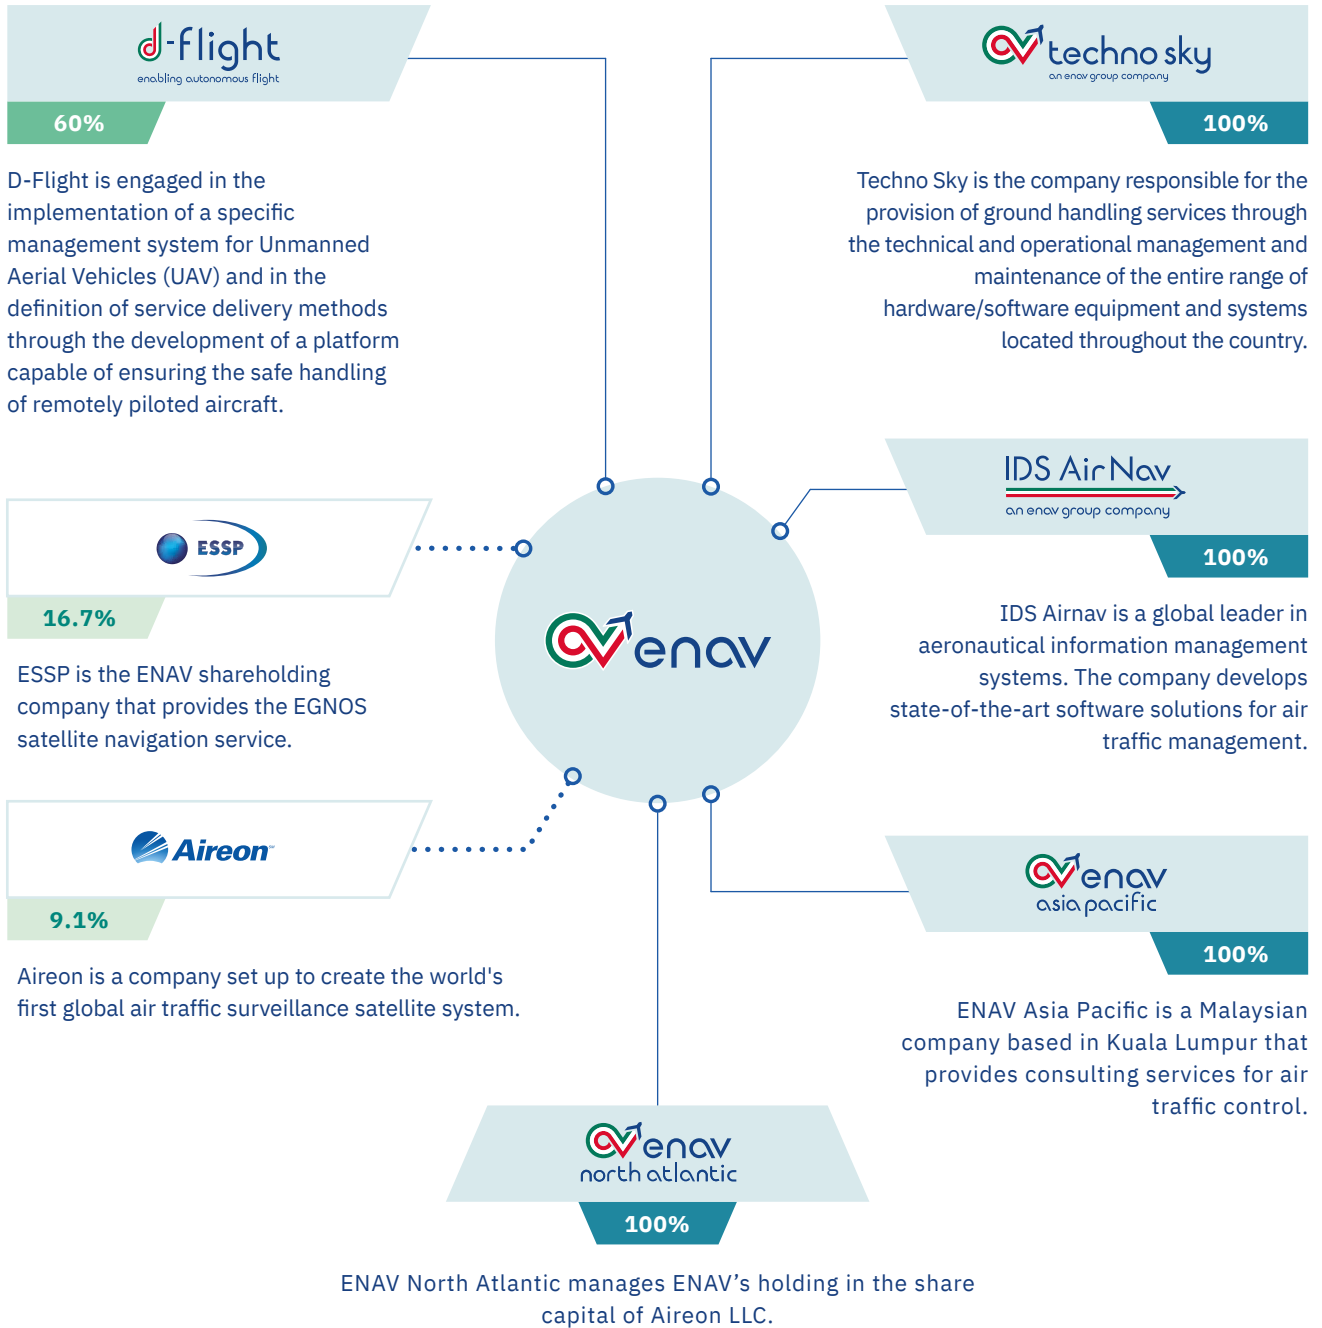 d-flight
enabling autonomous flight
60%
D-Flight is engaged in the
implementation of a specific
management system for Unmanned
Aerial Vehicles (UAV) and in the
definition of service delivery methods
through the development of a platform
capable of ensuring the safe handling
of remotely piloted aircraft.
techno sky
an enav group company
100%
Techno Sky is the company responsible for the
provision of ground handling services through
the technical and operational management and
maintenance of the entire range of
hardware/software equipment and systems
located throughout the country.
ESSP
16.7%
ESSP is the ENAV shareholding
company that provides the EGNOS
satellite navigation service.
enav
IDS AirNav
an enav group company
100%
IDS Airnav is a global leader in
aeronautical information management
systems. The company develops
state-of-the-art software solutions for air
traffic management.
Aireon
9.1%
Aireon is a company set up to create the world's
first global air traffic surveillance satellite system.
enav
asia pacific
100%
ENAV Asia Pacific is a Malaysian
company based in Kuala Lumpur that
provides consulting services for air
traffic control.
enav
north atlantic
100%
ENAV North Atlantic manages ENAV’s holding in the share
capital of Aireon LLC.